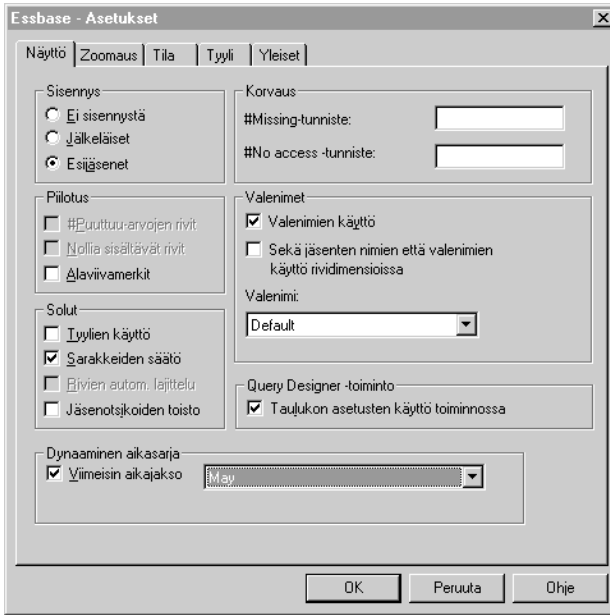 Essbase - Asetukset
Näyttö
Zoomaus
Tila
Tyyli
Yleiset
Sisennys
Ei sisennystä
Jälkeläiset
Esijäsenet
Korvaus
#Missing-tunniste:
#No access -tunniste:
Piilotus
#Puuttuu-arvojen rivit
Nollia sisältävät rivit
Alaviivamerkit
Valenimet
Valenimien käyttö
Sekä jäsenten nimien että valenimien
käyttö rividimensioissa
Valenimi:
Default
Solut
Tyylien käyttö
Sarakkeiden säätö
Rivien autom. lajittelu
Jäsenotsikoiden toisto
Query Designer -toiminto
Taulukon asetusten käyttö toiminnossa
Dynaaminen aikasarja
Viimeisin aikajakso
May
OK
Peruuta
Ohje